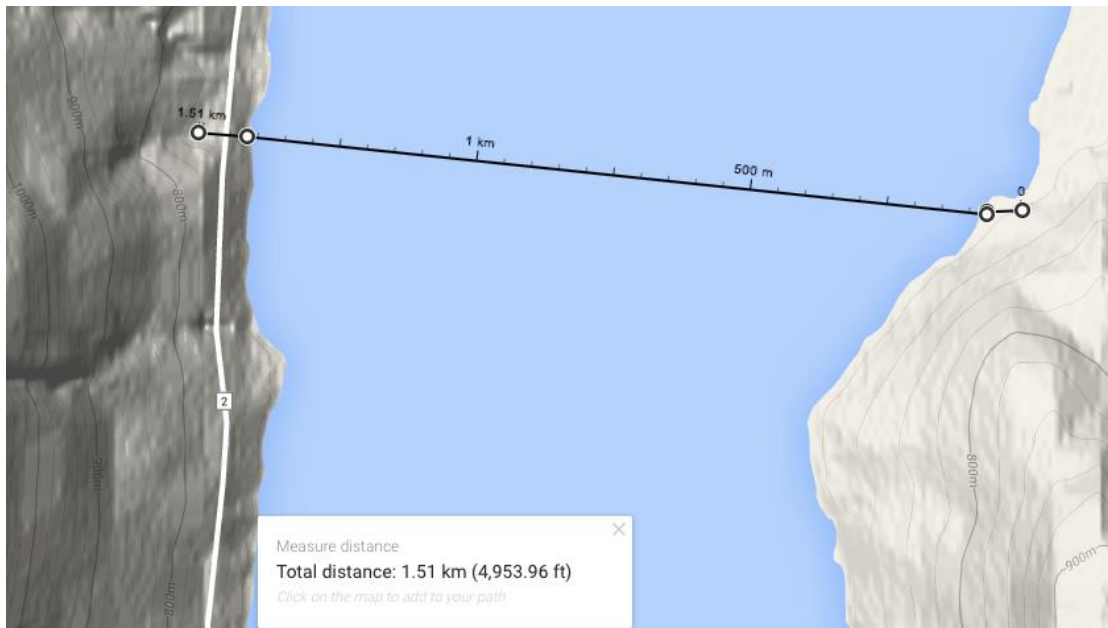 900m
1.51 km
1 km
500 m
0
1000m
800m
2
800m
900m
900m
800m
Measure distance
Total distance: 1.51 km (4,953.96 ft)
Click on the map to add to your path